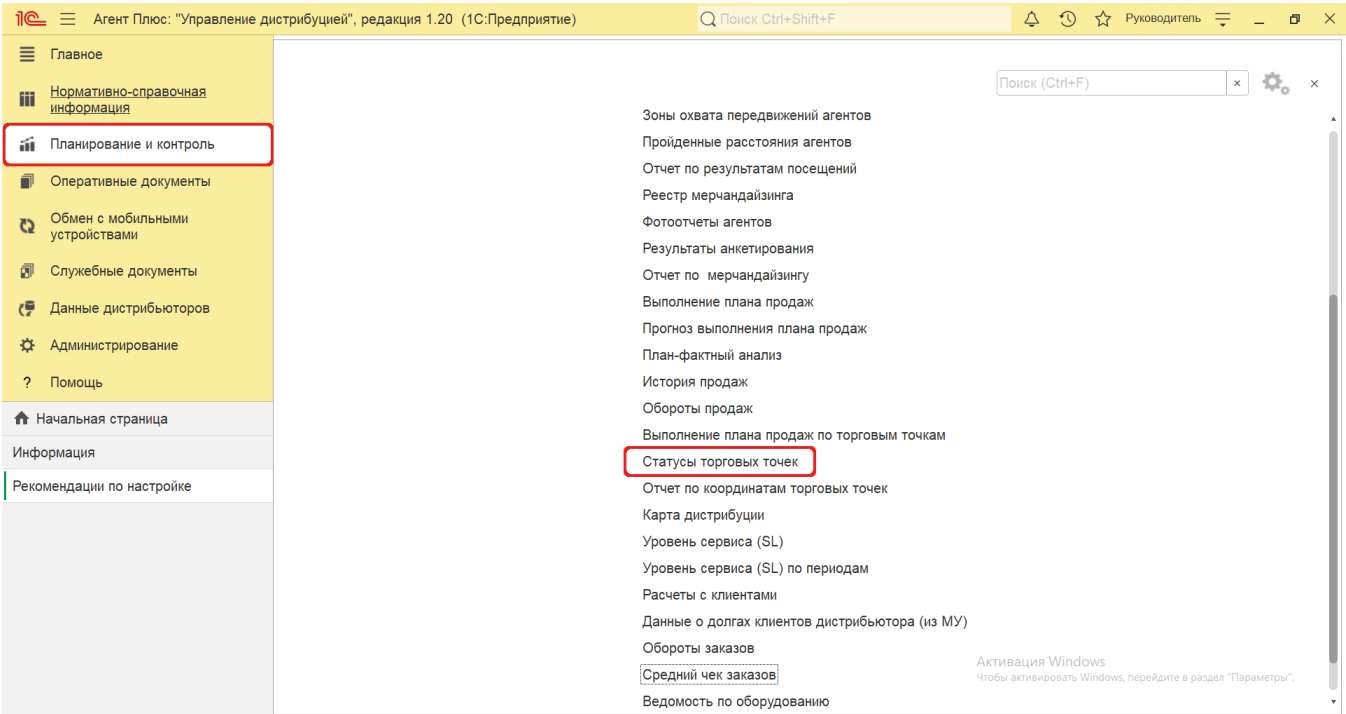 1С Агент Плюс: "Управление дистрибуцией", редакция 1.20 (1С:Предприятие) Поиск Ctrl+Shift+F Руководитель
Главное
Нормативно-справочная
информация
Планирование и контроль
Оперативные документы
Обмен с мобильными
устройствами
Служебные документы
Данные дистрибьюторов
Администрирование
? Помощь
Начальная страница
Информация
Рекомендации по настройке
Поиск (Ctrl+F)
Зоны охвата передвижений агентов
Пройденные расстояния агентов
Отчет по результатам посещений
Реестр мерчандайзинга
Фотоотчеты агентов
Результаты анкетирования
Отчет по мерчандайзингу
Выполнение плана продаж
Прогноз выполнения плана продаж
План-фактный анализ
История продаж
Обороты продаж
Выполнение плана продаж по торговым точкам
Статусы торговых точек
Отчет по координатам торговых точек
Карта дистрибуции
Уровень сервиса (SL)
Уровень сервиса (SL) по периодам
Расчеты с клиентами
Данные о долгах клиентов дистрибьютора (из МУ)
Обороты заказов
Средний чек заказов
Ведомость по оборудованию
Активация Windows
Чтобы активировать Windows, перейдите в раздел "Параметры".